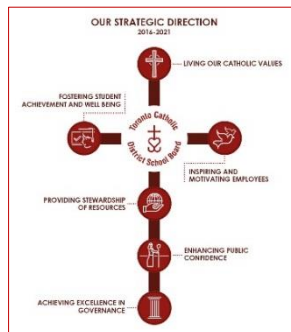 OUR STRATEGIC DIRECTION
2016-2021
LIVING OUR CATHOLIC VALUES
FOSTERING STUDENT
ACHIEVEMENT AND WELL BEING
Toronto Catholic
District School Board
INSPIRING AND
MOTIVATING EMPLOYEES
PROVIDING STEWARDSHIP
OF RESOURCES
ENHANCING PUBLIC
CONFIDENCE
ACHIEVING EXCELLENCE IN
GOVERNANCE